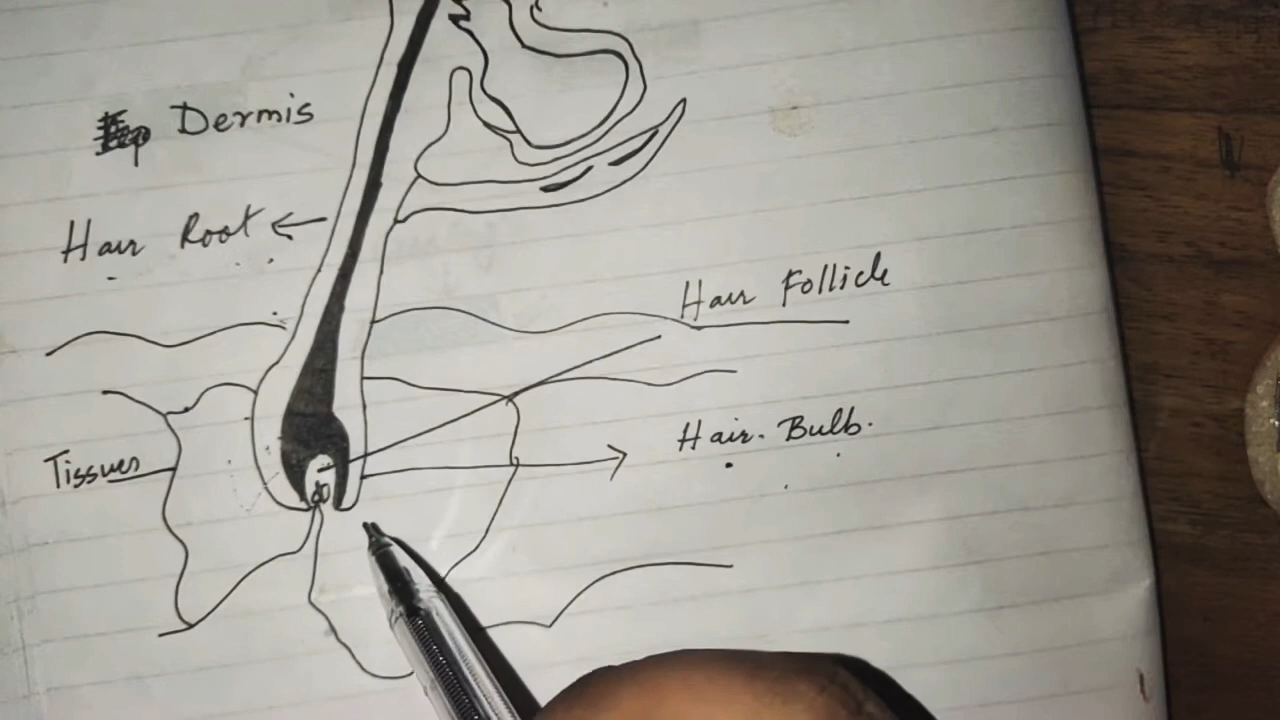 Dermis
Hair Root
Hair Follicle
Hair. Bulb.
Tissues